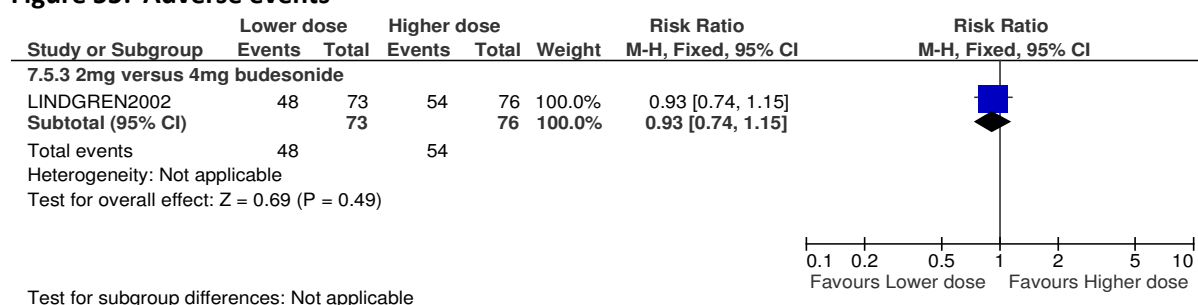 Figure 35: Adverse events
Lower dose Higher dose Risk Ratio Risk Ratio
Study or Subgroup Events Total Events Total Weight M-H, Fixed, 95% CI M-H, Fixed, 95% CI
7.5.3 2mg versus 4mg budesonide
LINDGREN2002 48 73 54 76 100.0% 0.93 [0.74, 1.15]
Subtotal (95% CI) 73 76 100.0% 0.93 [0.74, 1.15]
Total events 48 54
Heterogeneity: Not applicable
Test for overall effect: Z = 0.69 (P = 0.49)
0.1 0.2 0.5 1 2 5 10
Favours Lower dose Favours Higher dose
Test for subgroup differences: Not applicable